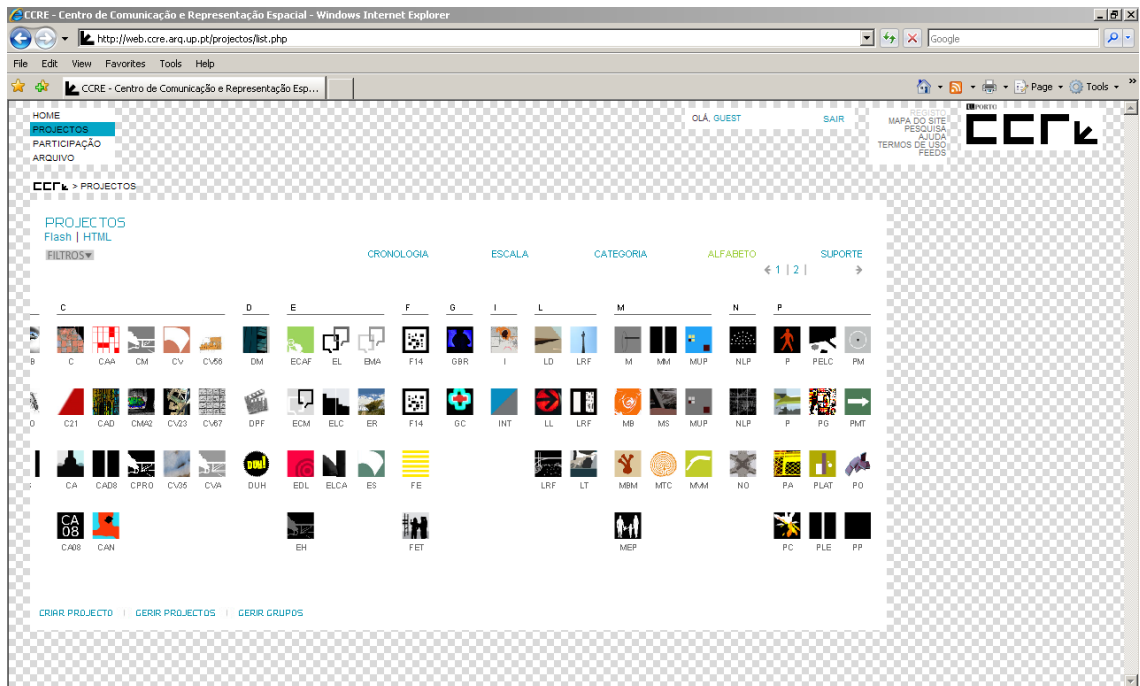 CCRE - Centro de Comunicação e Representação Espacial - Windows Internet Explorer
http://web.ccre.arq.up.pt/projectos/list.php
Google
File Edit View Favorites Tools Help
CCRE - Centro de Comunicação e Representação Esp...
Page Tools
HOME
PROJECTOS
PARTICIPAÇÃO
ARQUIVO
OLÁ, GUEST SAIR
REGISTO
MAPA DO SITE
PESQUISA
AJUDA
TERMOS DE USO
FEEDS
U.PORTO
CCRE
CCRE > PROJECTOS
PROJECTOS
Flash | HTML
FILTROS
CRONOLOGIA ESCALA CATEGORIA ALFABETO SUPORTE
1 | 2 |
C D E F G I L M N P
B C CAA CM CV CV56 DM ECAF EL EMA F14 GBR I LD LRF M MM MUP NLP P PELC PM
C21 CAD CMA2 CV23 CV67 DPF ECM ELC ER F14 GC INT LL LRF MB MS MUP NLP P PG PMT
DUH!
CA CAD8 CPRO CV35 CVA DUH EDL ELCA ES FE LRF LT MBM MTC MVM NO PA PLAT PO
CA
08
CA08 CAN EH FET MEP PC PLE PP
CRIAR PROJECTO | GERIR PROJECTOS | GERIR GRUPOS